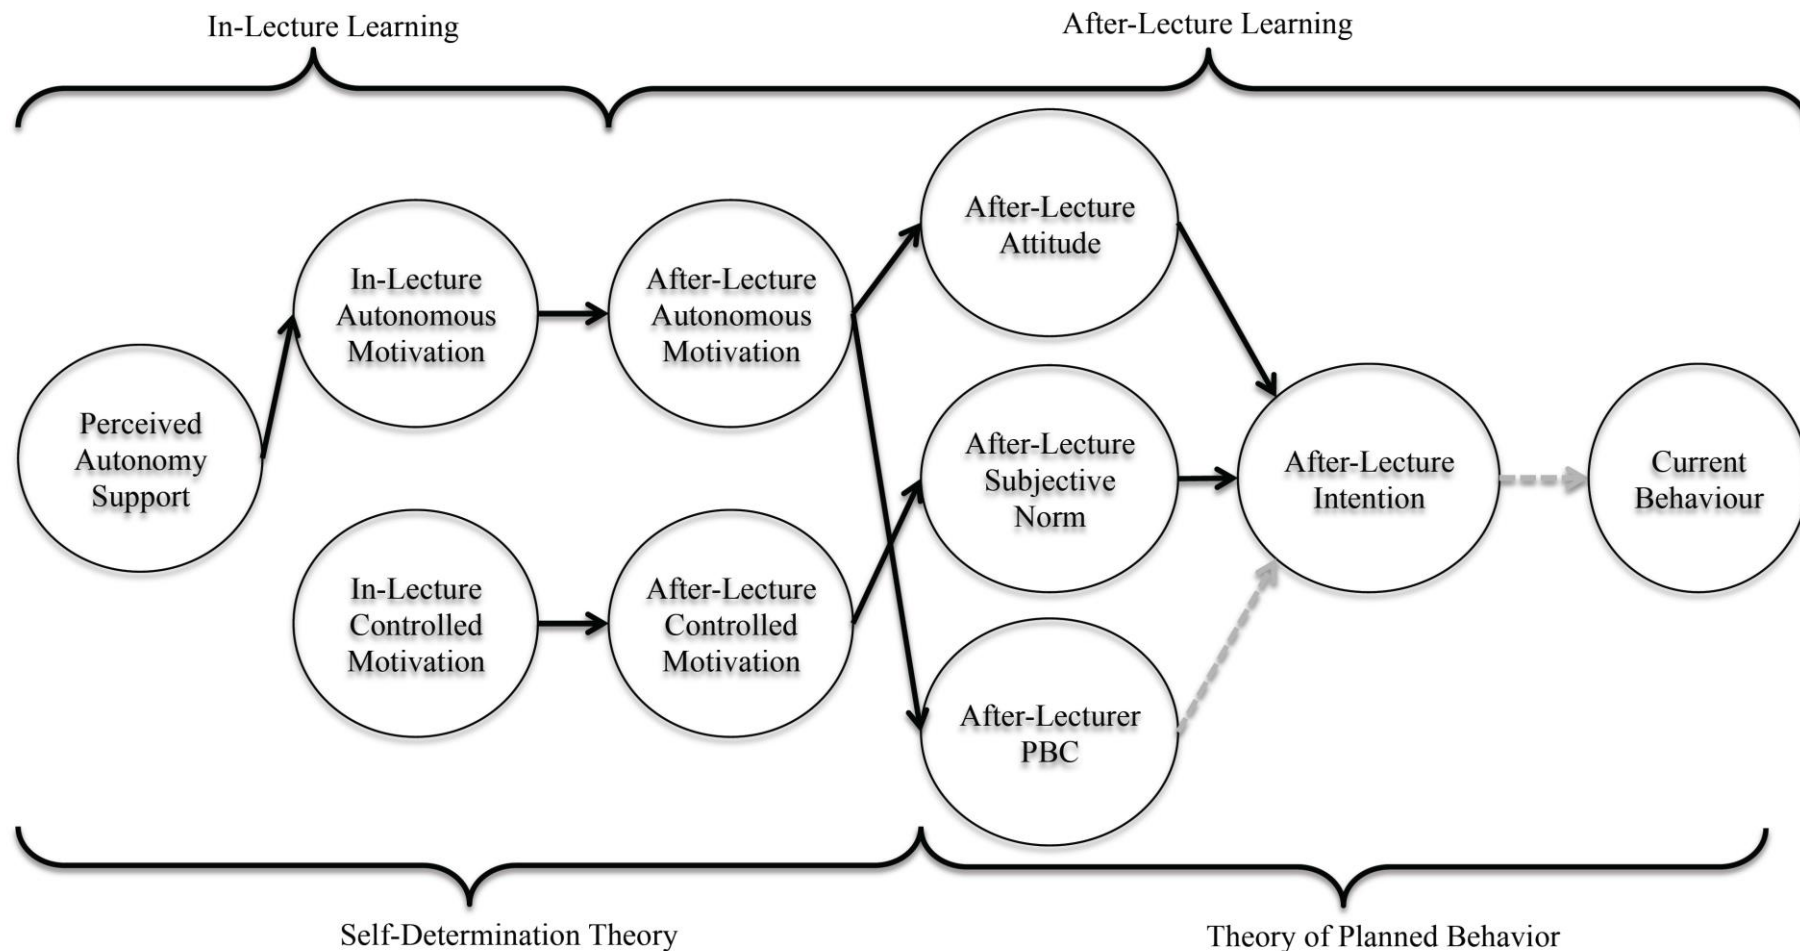 In-Lecture Learning
After-Lecture Learning
Perceived
Autonomy
Support
In-Lecture
Autonomous
Motivation
In-Lecture
Controlled
Motivation
After-Lecture
Autonomous
Motivation
After-Lecture
Controlled
Motivation
After-Lecture
Attitude
After-Lecture
Subjective
Norm
After-Lecturer
PBC
After-Lecture
Intention
Current
Behaviour
Self-Determination Theory
Theory of Planned Behavior